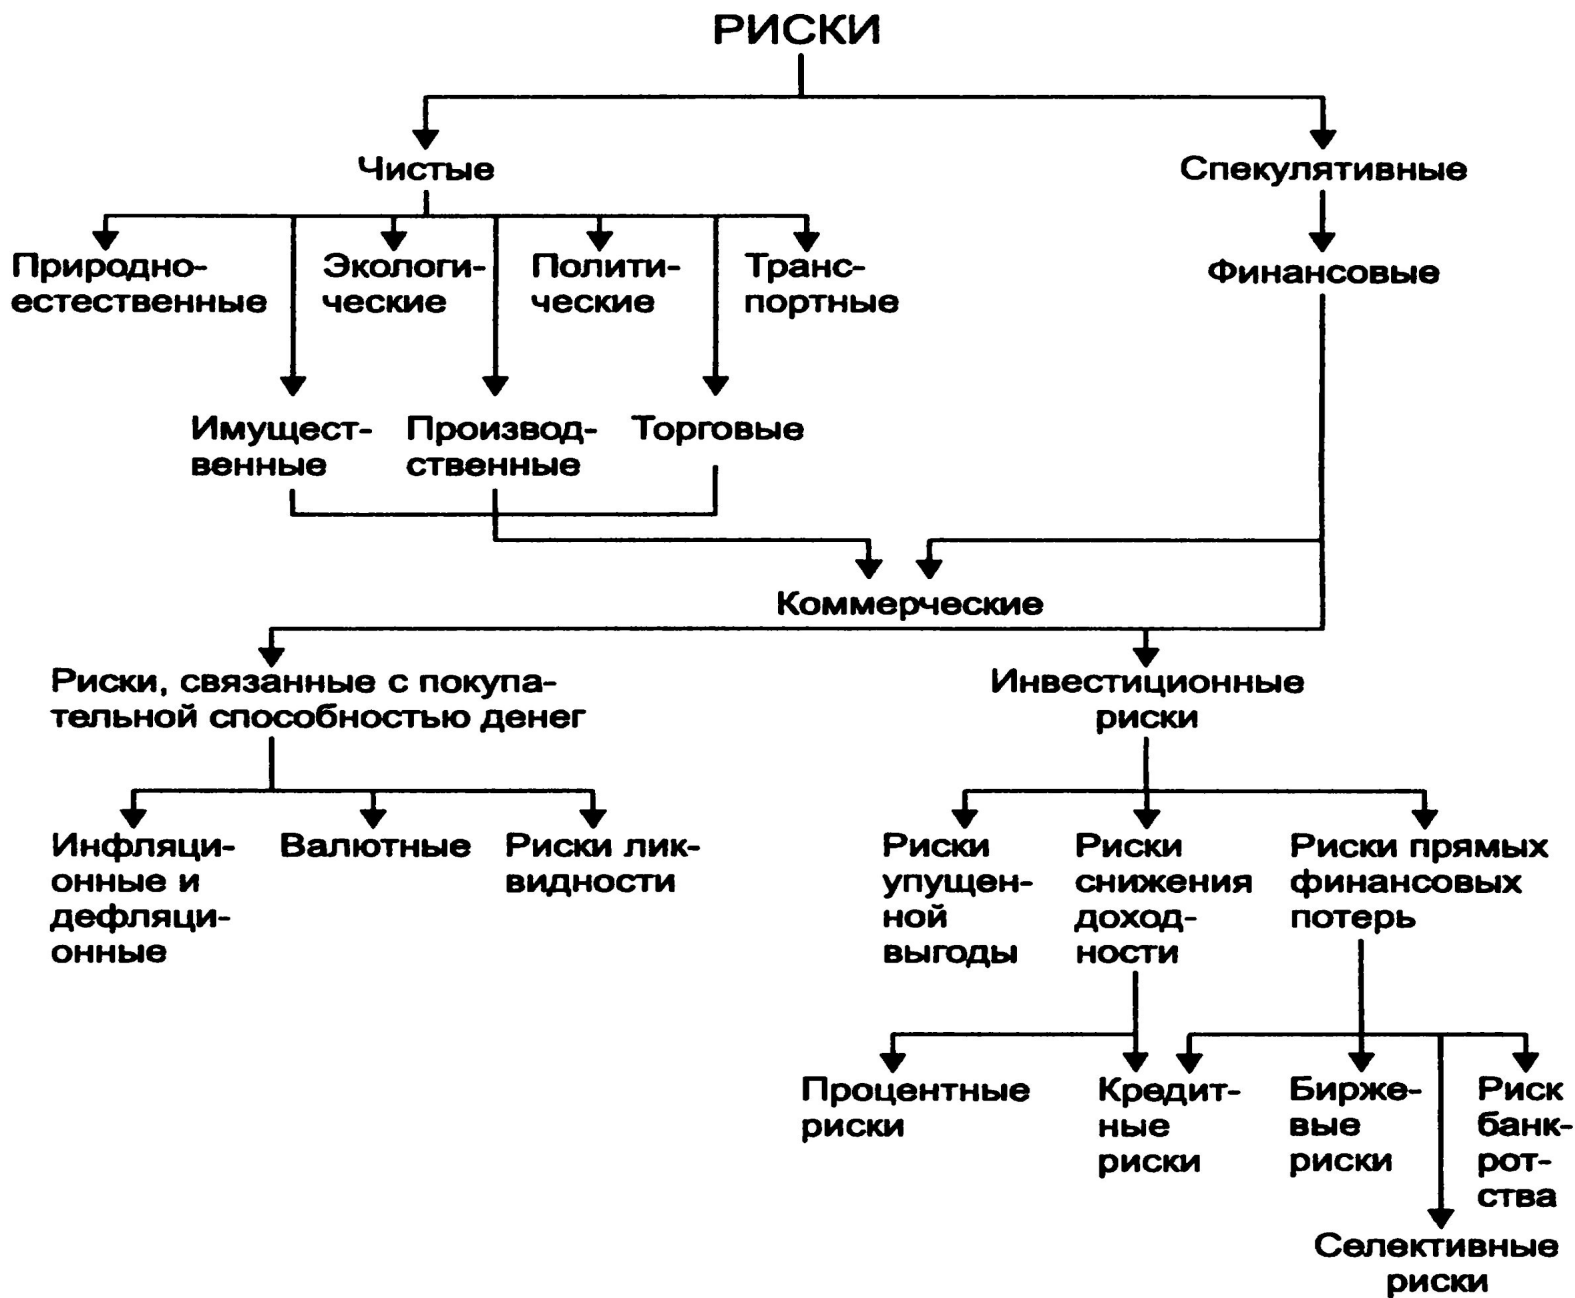 РИСКИ
Чистые
Спекулятивные
Природно-
естественные
Экологи-
ческие
Полити-
ческие
Транс-
портные
Финансовые
Имущест-
венные
Производ-
ственные
Торговые
Коммерческие
Риски, связанные с покупа-
тельной способностью денег
Инвестиционные
риски
Инфляци-
онные и
дефляци-
онные
Валютные
Риски лик-
видности
Риски
упущен-
ной
выгоды
Риски
снижения
доход-
ности
Риски прямых
финансовых
потерь
Процентные
риски
Кредит-
ные
риски
Бирже-
вые
риски
Риск
банк-
рот-
ства
Селективные
риски